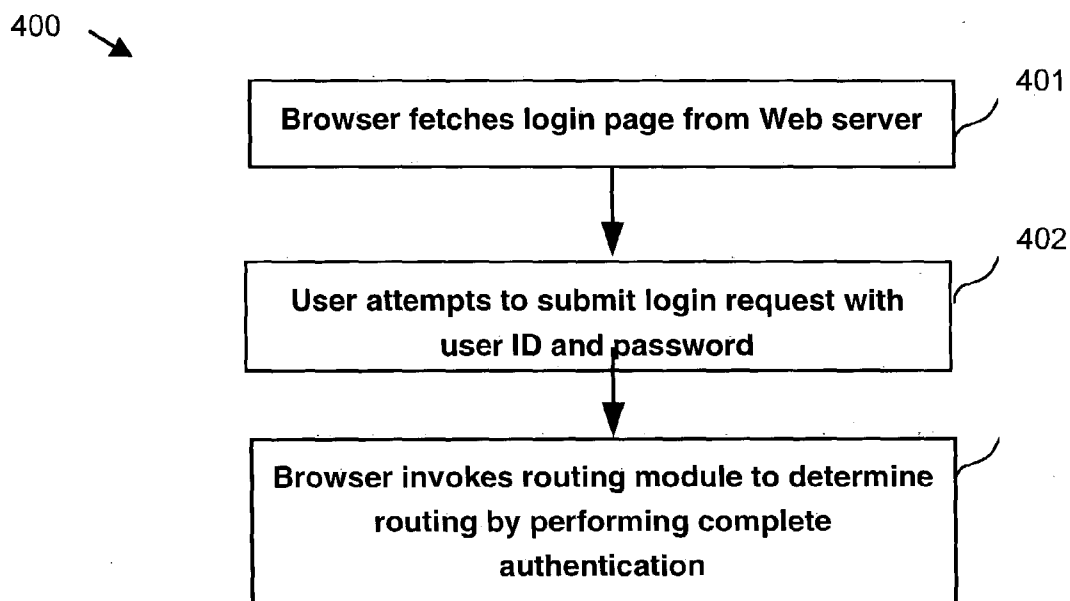 400
401
Browser fetches login page from Web server
402
User attempts to submit login request with
user ID and password
Browser invokes routing module to determine
routing by performing complete
authentication